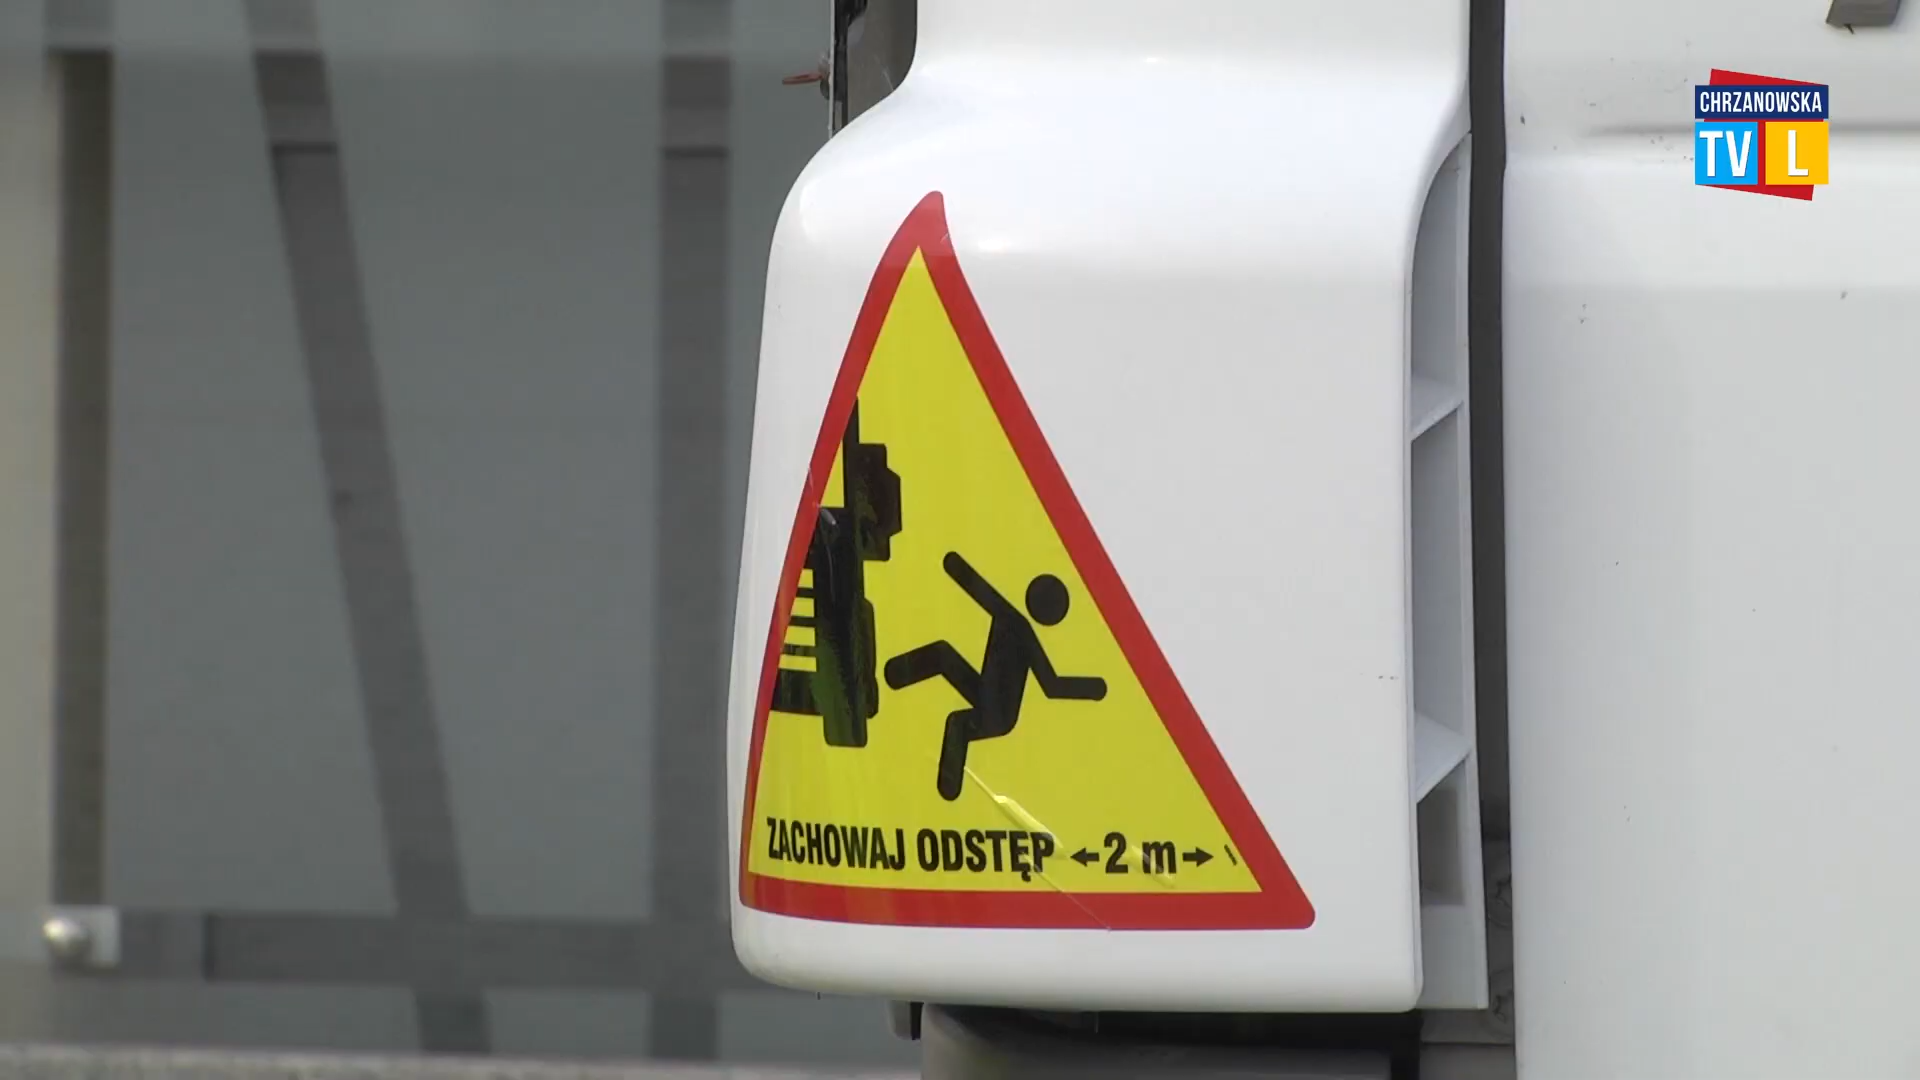 CHRZANOWSKA
TV L
ZACHOWAJ ODSTĘP ←2 m→